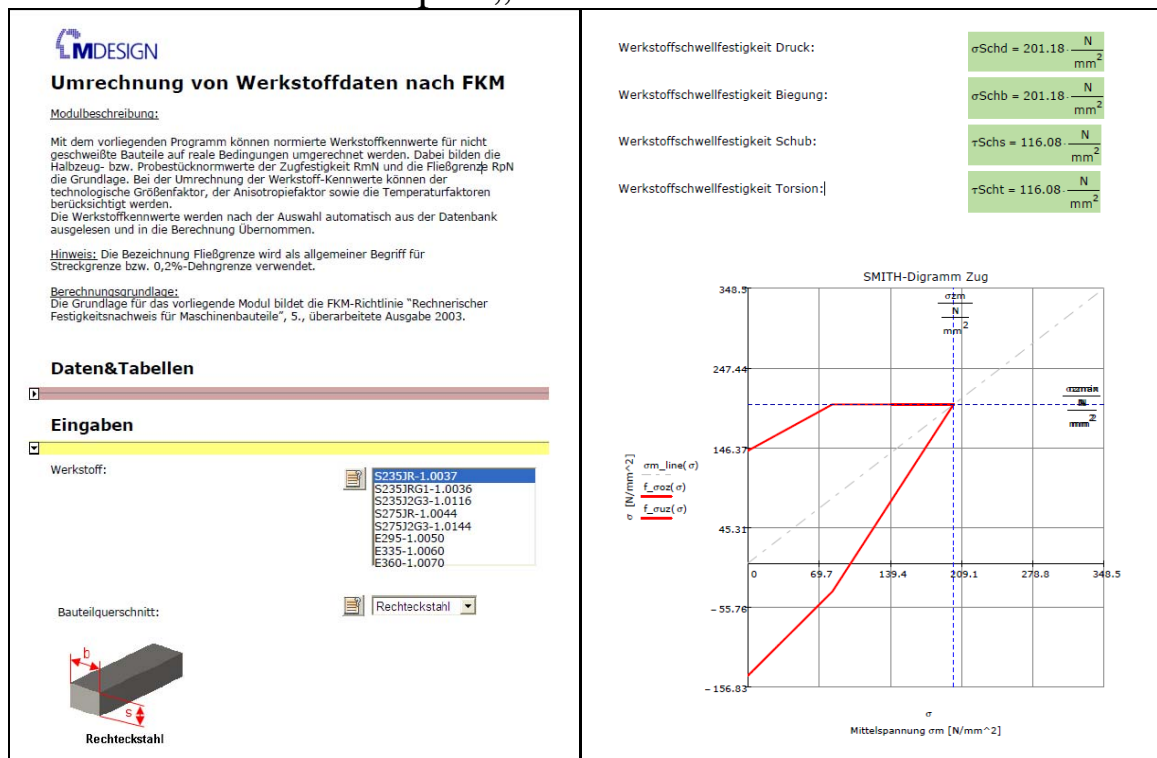 „
MDESIGN
Umrechnung von Werkstoffdaten nach FKM
Modulbeschreibung:
Mit dem vorliegenden Programm können normierte Werkstoffkennwerte für nicht
geschweißte Bauteile auf reale Bedingungen umgerechnet werden. Dabei bilden die
Halbzeug- bzw. Probestücknormwerte der Zugfestigkeit RmN und die Fließgrenze RpN
die Grundlage. Bei der Umrechnung der Werkstoff-Kennwerte können der
technologische Größenfaktor, der Anisotropiefaktor sowie die Temperaturfaktoren
berücksichtigt werden.
Die Werkstoffkennwerte werden nach der Auswahl automatisch aus der Datenbank
ausgelesen und in die Berechnung Übernommen.
Hinweis: Die Bezeichnung Fließgrenze wird als allgemeiner Begriff für
Streckgrenze bzw. 0,2%-Dehngrenze verwendet.
Berechnungsgrundlage:
Die Grundlage für das vorliegende Modul bildet die FKM-Richtlinie "Rechnerischer
Festigkeitsnachweis für Maschinenbauteile", 5., überarbeitete Ausgabe 2003.
Daten&Tabellen
Eingaben
Werkstoff:
S235JR-1.0037
S235JRG1-1.0036
S235J2G3-1.0116
S275JR-1.0044
S275J2G3-1.0144
E295-1.0050
E335-1.0060
E360-1.0070
Bauteilquerschnitt:
Rechteckstahl
b
s
Rechteckstahl
Werkstoffschwellfestigkeit Druck:
σSchd = 201.18· N/mm²
Werkstoffschwellfestigkeit Biegung:
σSchb = 201.18· N/mm²
Werkstoffschwellfestigkeit Schub:
τSchs = 116.08· N/mm²
Werkstoffschwellfestigkeit Torsion:
τScht = 116.08· N/mm²
SMITH-Digramm Zug
348.5
σzm
N
mm²
247.44
N
mm²
146.37
σ [N/mm^2]
σm_line(σ)
f_σoz(σ)
f_σuz(σ)
45.31
0 69.7 139.4 209.1 278.8 348.5
−55.76
−156.83
σ
Mittelspannung σm [N/mm^2]